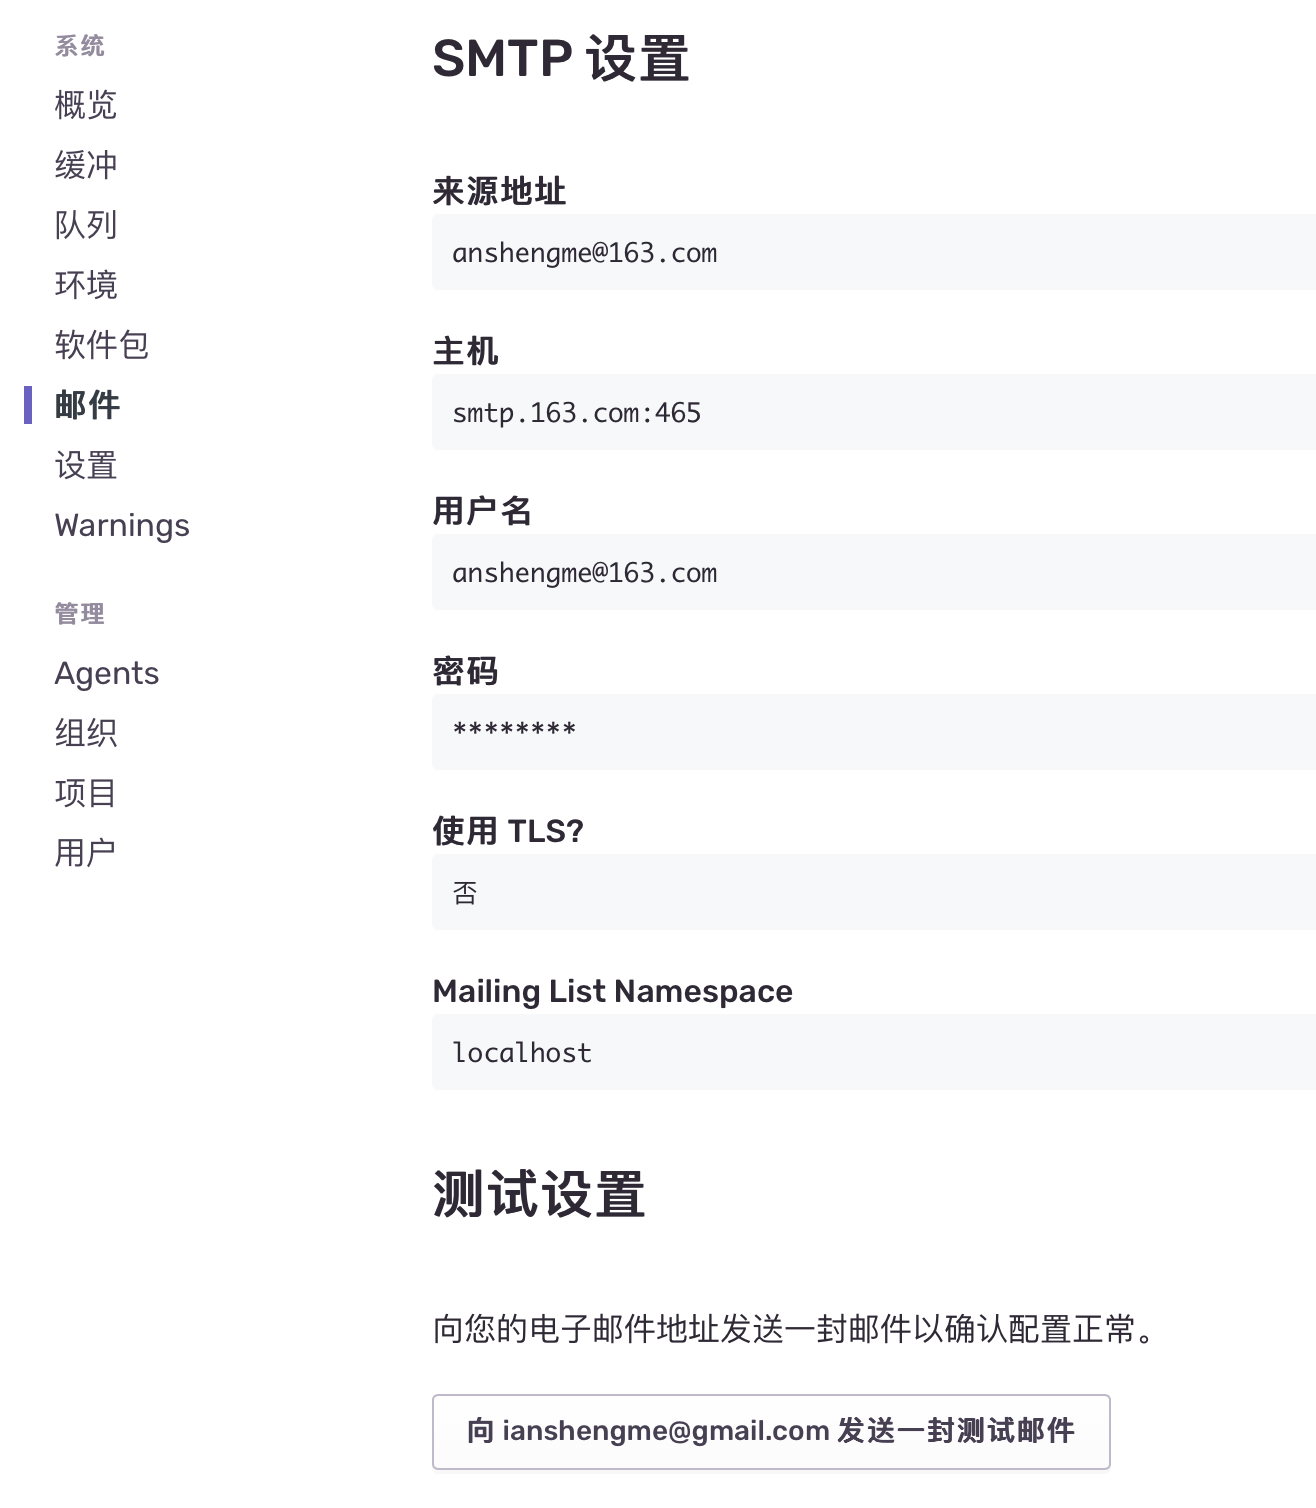 系统
概览
缓冲
队列
环境
软件包
邮件
设置
Warnings
管理
Agents
组织
项目
用户
SMTP 设置
来源地址
anshengme@163.com
主机
smtp.163.com:465
用户名
anshengme@163.com
密码
********
使用 TLS?
否
Mailing List Namespace
localhost
测试设置
向您的电子邮件地址发送一封邮件以确认配置正常。
向 ianshengme@gmail.com 发送一封测试邮件